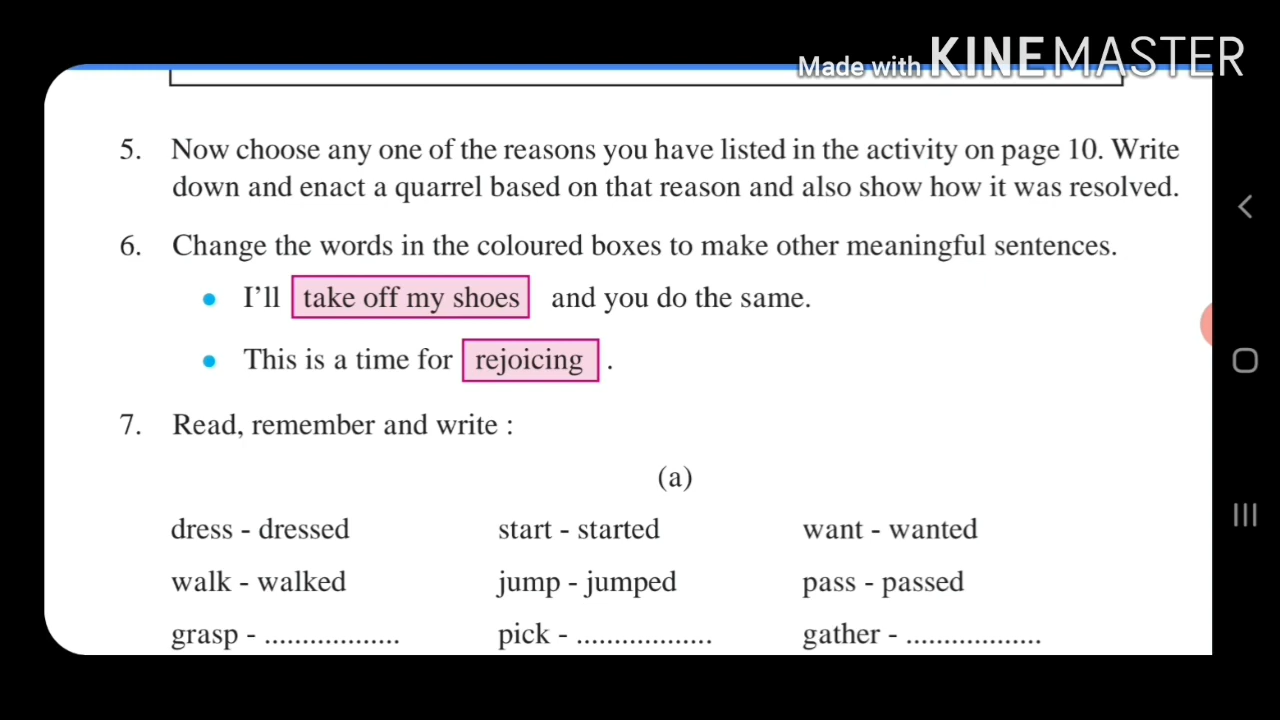 Made with KINEMASTER
5. Now choose any one of the reasons you have listed in the activity on page 10. Write
down and enact a quarrel based on that reason and also show how it was resolved.
6. Change the words in the coloured boxes to make other meaningful sentences.
• I'll take off my shoes and you do the same.
• This is a time for rejoicing .
7. Read, remember and write :
(a)
dress - dressed start - started want - wanted
walk - walked jump - jumped pass - passed
grasp - .................. pick - .................. gather - ..................